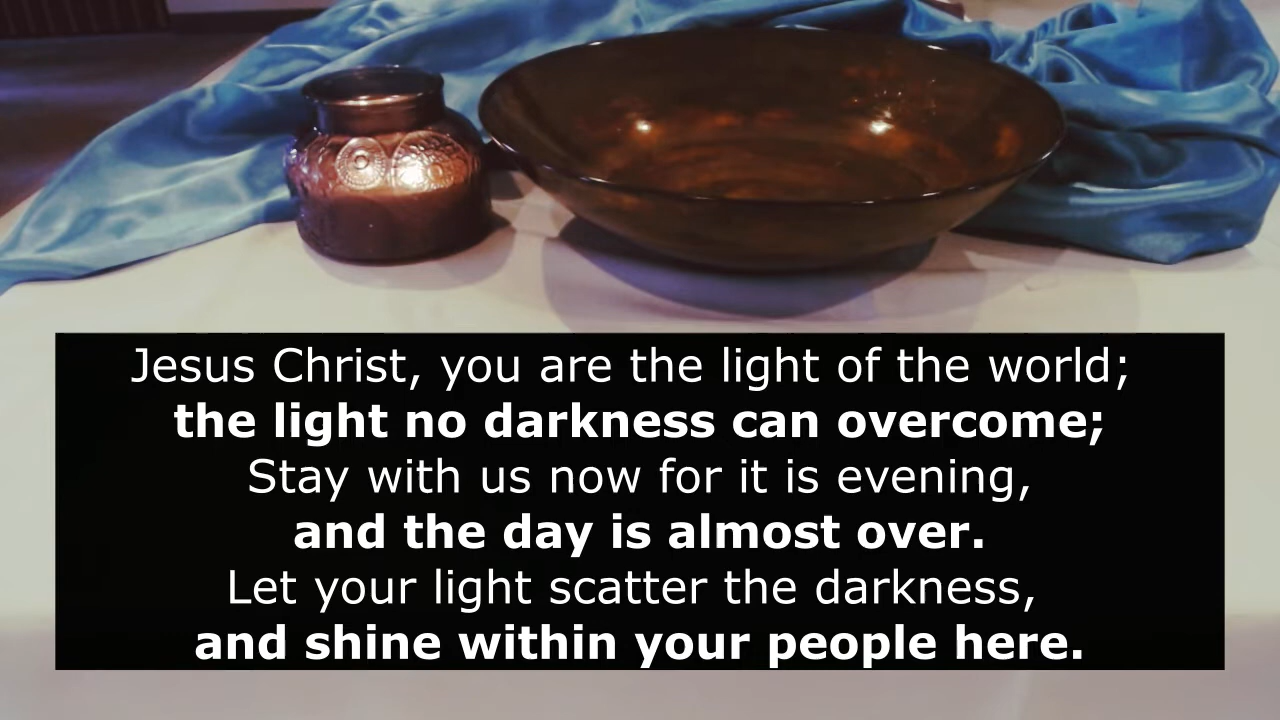 Jesus Christ, you are the light of the world;
the light no darkness can overcome;
Stay with us now for it is evening,
and the day is almost over.
Let your light scatter the darkness,
and shine within your people here.